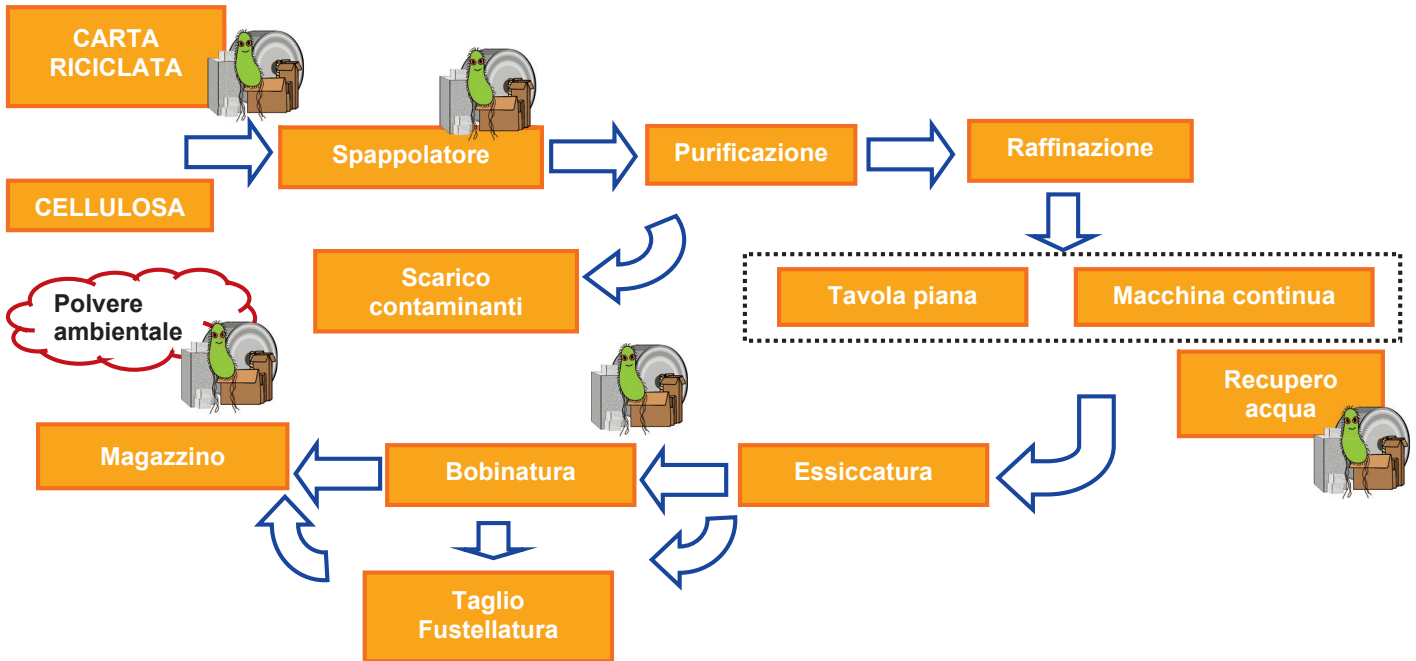 CARTA
RICICLATA
Spappolatore
Purificazione
Raffinazione
CELLULOSA
Scarico
contaminanti
Tavola piana
Macchina continua
Polvere
ambientale
Recupero
acqua
Magazzino
Bobinatura
Essiccatura
Taglio
Fustellatura